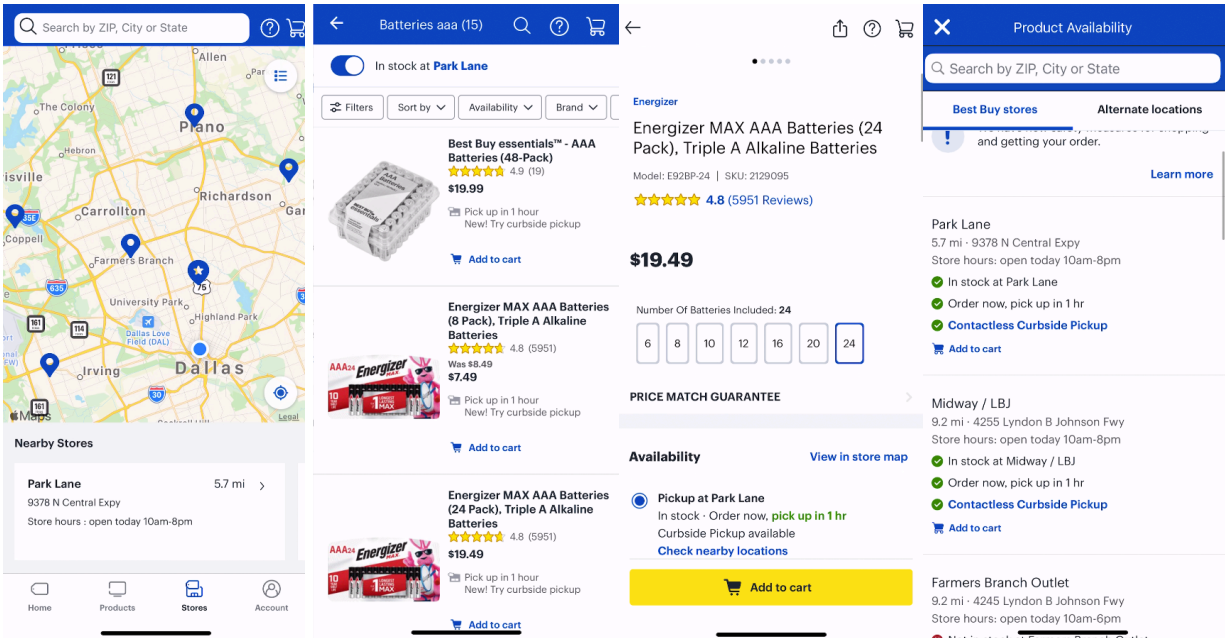 Search by ZIP, City or State
Allen
121
The Colony
Plano
Hebron
Richardson
Carrollton
35E
Coppell
Farmers Branch
635
75
University Park
Highland Park
161
114
Dallas Love
Field (DAL)
Irving
Dallas
30
161
Maps
Legal
Nearby Stores
Park Lane
5.7 mi
9378 N Central Expy
Store hours : open today 10am-8pm
Home
Products
Stores
Account
Batteries aaa (15)
In stock at Park Lane
Filters
Sort by
Availability
Brand
Best Buy essentials™ - AAA
Batteries (48-Pack)
4.9 (19)
$19.99
Pick up in 1 hour
New! Try curbside pickup
Add to cart
AAA
Batteries
Energizer MAX AAA Batteries
(8 Pack), Triple A Alkaline
Batteries
4.8 (5951)
Was $8.49
$7.49
Pick up in 1 hour
New! Try curbside pickup
Add to cart
AAA24 Energizer
MAX
10
Energizer MAX AAA Batteries
(24 Pack), Triple A Alkaline
Batteries
4.8 (5951)
$19.49
Pick up in 1 hour
New! Try curbside pickup
Add to cart
AAA24 Energizer
MAX
10
Energizer
Energizer MAX AAA Batteries (24
Pack), Triple A Alkaline Batteries
Model: E92BP-24 | SKU: 2129095
4.8 (5951 Reviews)
$19.49
Number Of Batteries Included: 24
6 8 10 12 16 20 24
PRICE MATCH GUARANTEE
Availability
View in store map
Pickup at Park Lane
In stock · Order now, pick up in 1 hr
Curbside Pickup available
Check nearby locations
Add to cart
Product Availability
Search by ZIP, City or State
Best Buy stores
Alternate locations
and getting your order.
Learn more
Park Lane
5.7 mi · 9378 N Central Expy
Store hours: open today 10am-8pm
In stock at Park Lane
Order now, pick up in 1 hr
Contactless Curbside Pickup
Add to cart
Midway / LBJ
9.2 mi · 4255 Lyndon B Johnson Fwy
Store hours: open today 10am-8pm
In stock at Midway / LBJ
Order now, pick up in 1 hr
Contactless Curbside Pickup
Add to cart
Farmers Branch Outlet
9.2 mi · 4245 Lyndon B Johnson Fwy
Store hours: open today 10am-6pm